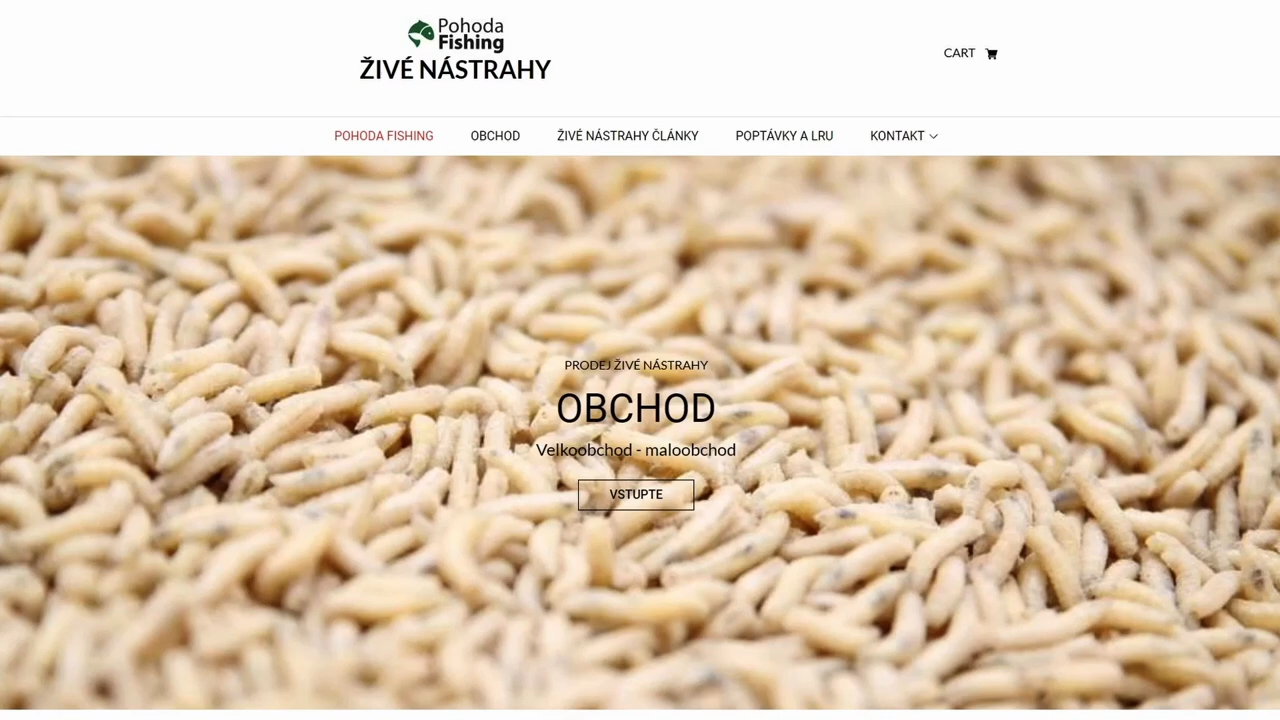 Pohoda
Fishing
ŽIVÉ NÁSTRAHY
CART
POHODA FISHING
OBCHOD
ŽIVÉ NÁSTRAHY ČLÁNKY
POPTÁVKY A LRU
KONTAKT
PRODEJ ŽIVÉ NÁSTRAHY
OBCHOD
Velkoobchod - maloobchod
VSTUPTE